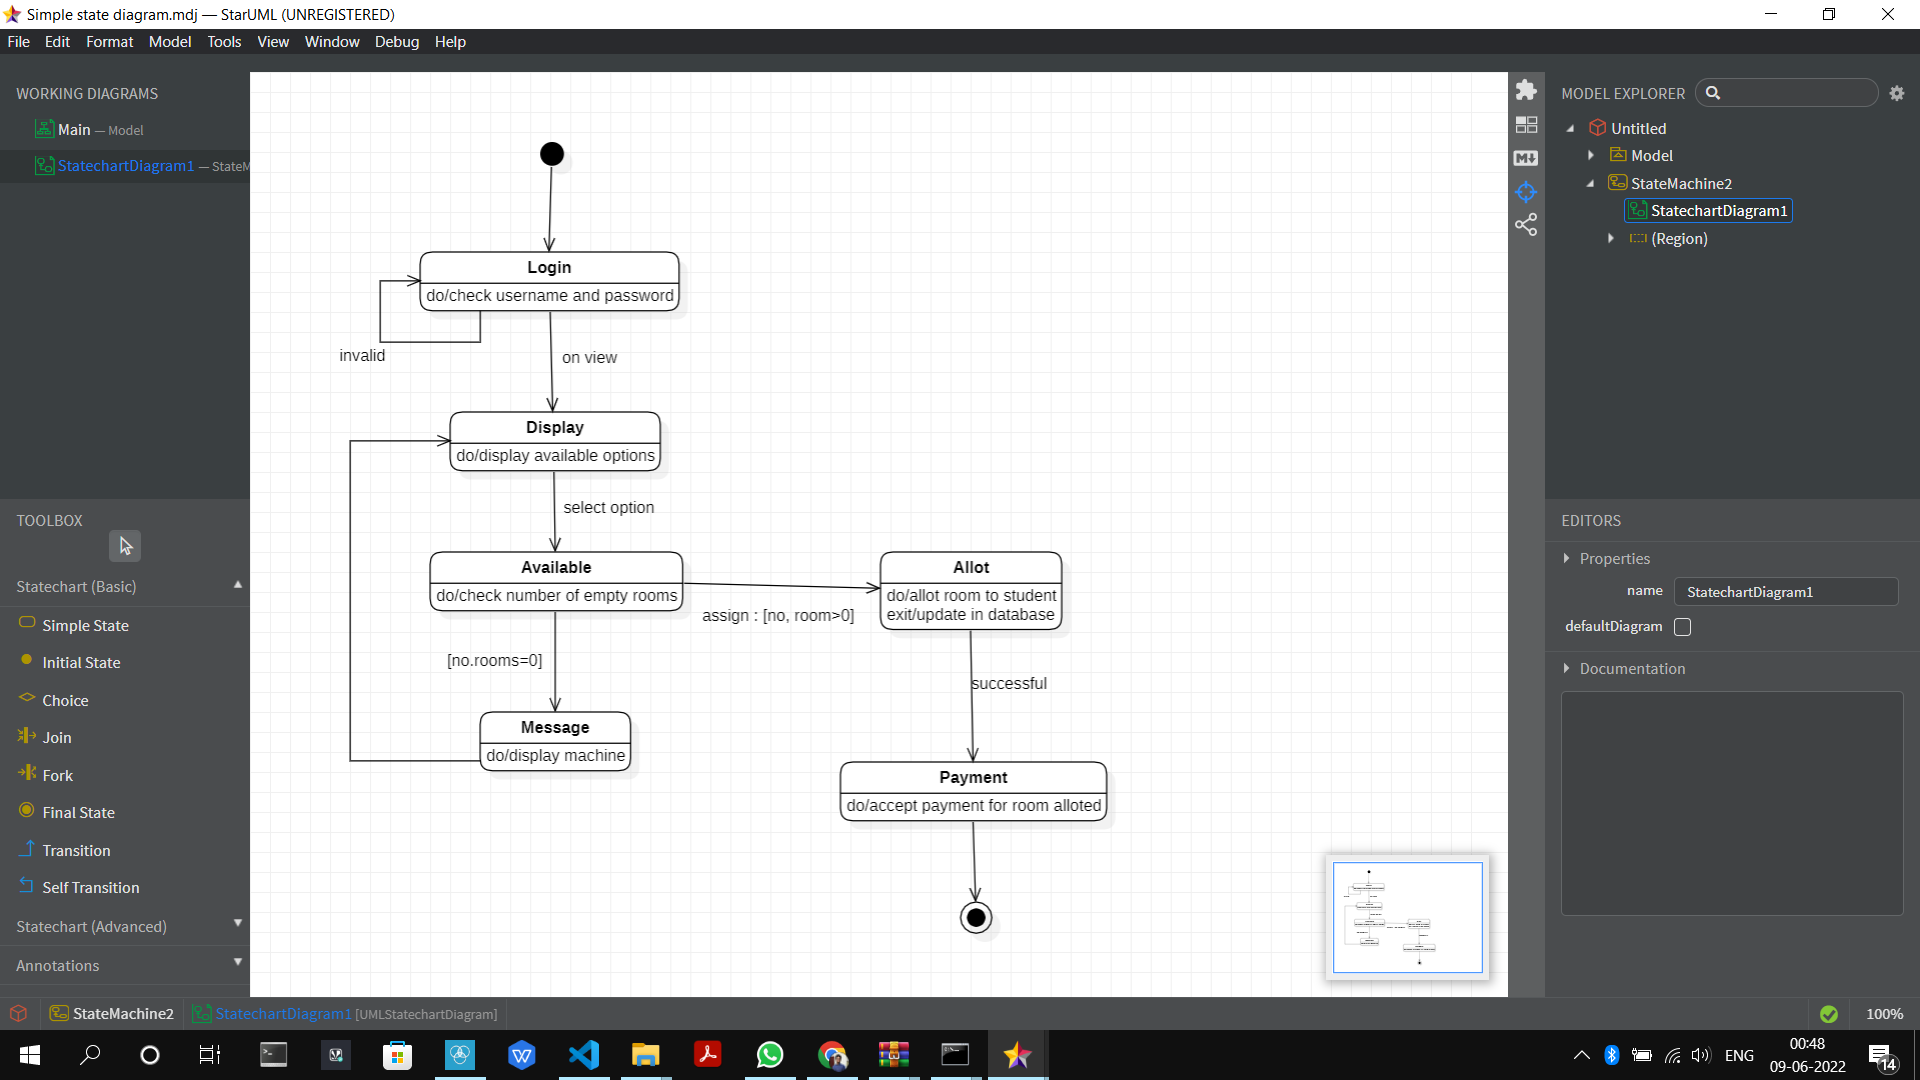 Simple state diagram.mdj — StarUML (UNREGISTERED)
File Edit Format Model Tools View Window Debug Help
WORKING DIAGRAMS
Main — Model
StatechartDiagram1 — StateM
TOOLBOX
Statechart (Basic)
Simple State
Initial State
Choice
Join
Fork
Final State
Transition
Self Transition
Statechart (Advanced)
Annotations
Login
do/check username and password
invalid
on view
Display
do/display available options
select option
Available
do/check number of empty rooms
assign : [no, room>0]
Allot
do/allot room to student
exit/update in database
[no.rooms=0]
successful
Message
do/display machine
Payment
do/accept payment for room alloted
MODEL EXPLORER
Untitled
Model
StateMachine2
StatechartDiagram1
(Region)
EDITORS
Properties
name StatechartDiagram1
defaultDiagram
Documentation
StateMachine2 StatechartDiagram1 [UMLStatechartDiagram]
100%
ENG
00:48
09-06-2022
14